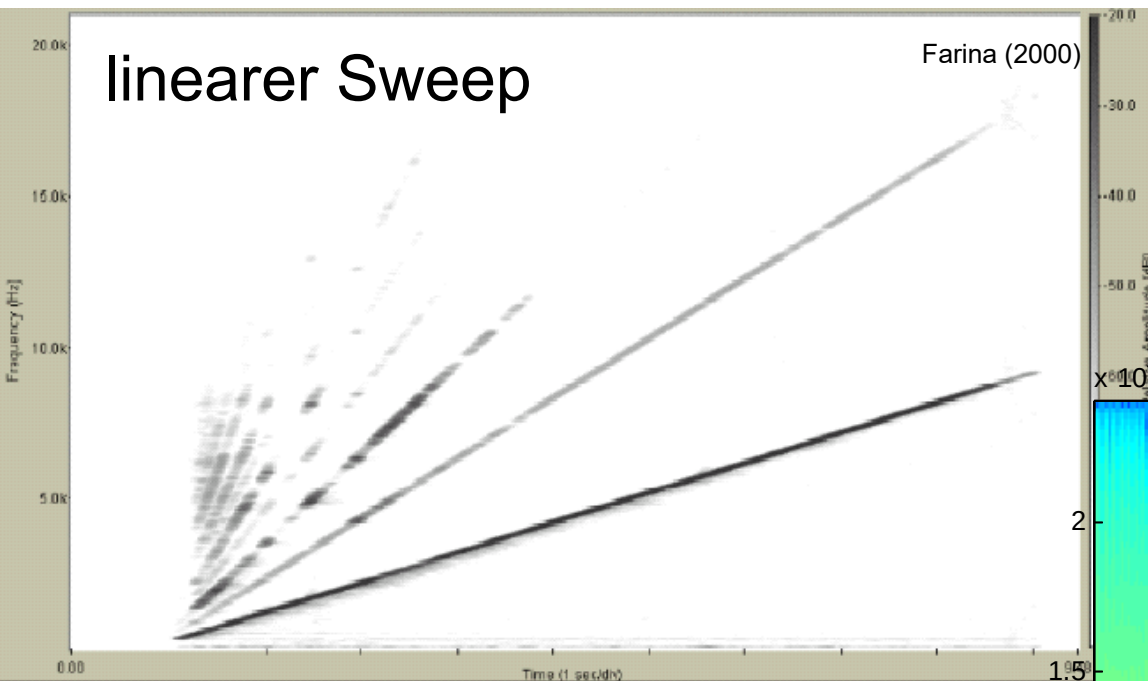 linearer Sweep
Farina (2000)
20.0k
15.0k
10.0k
5.0k
Frequency (Hz)
0.00
Time (1 sec/div)
-20.0
-30.0
-40.0
-50.0
x 10
2
1.5